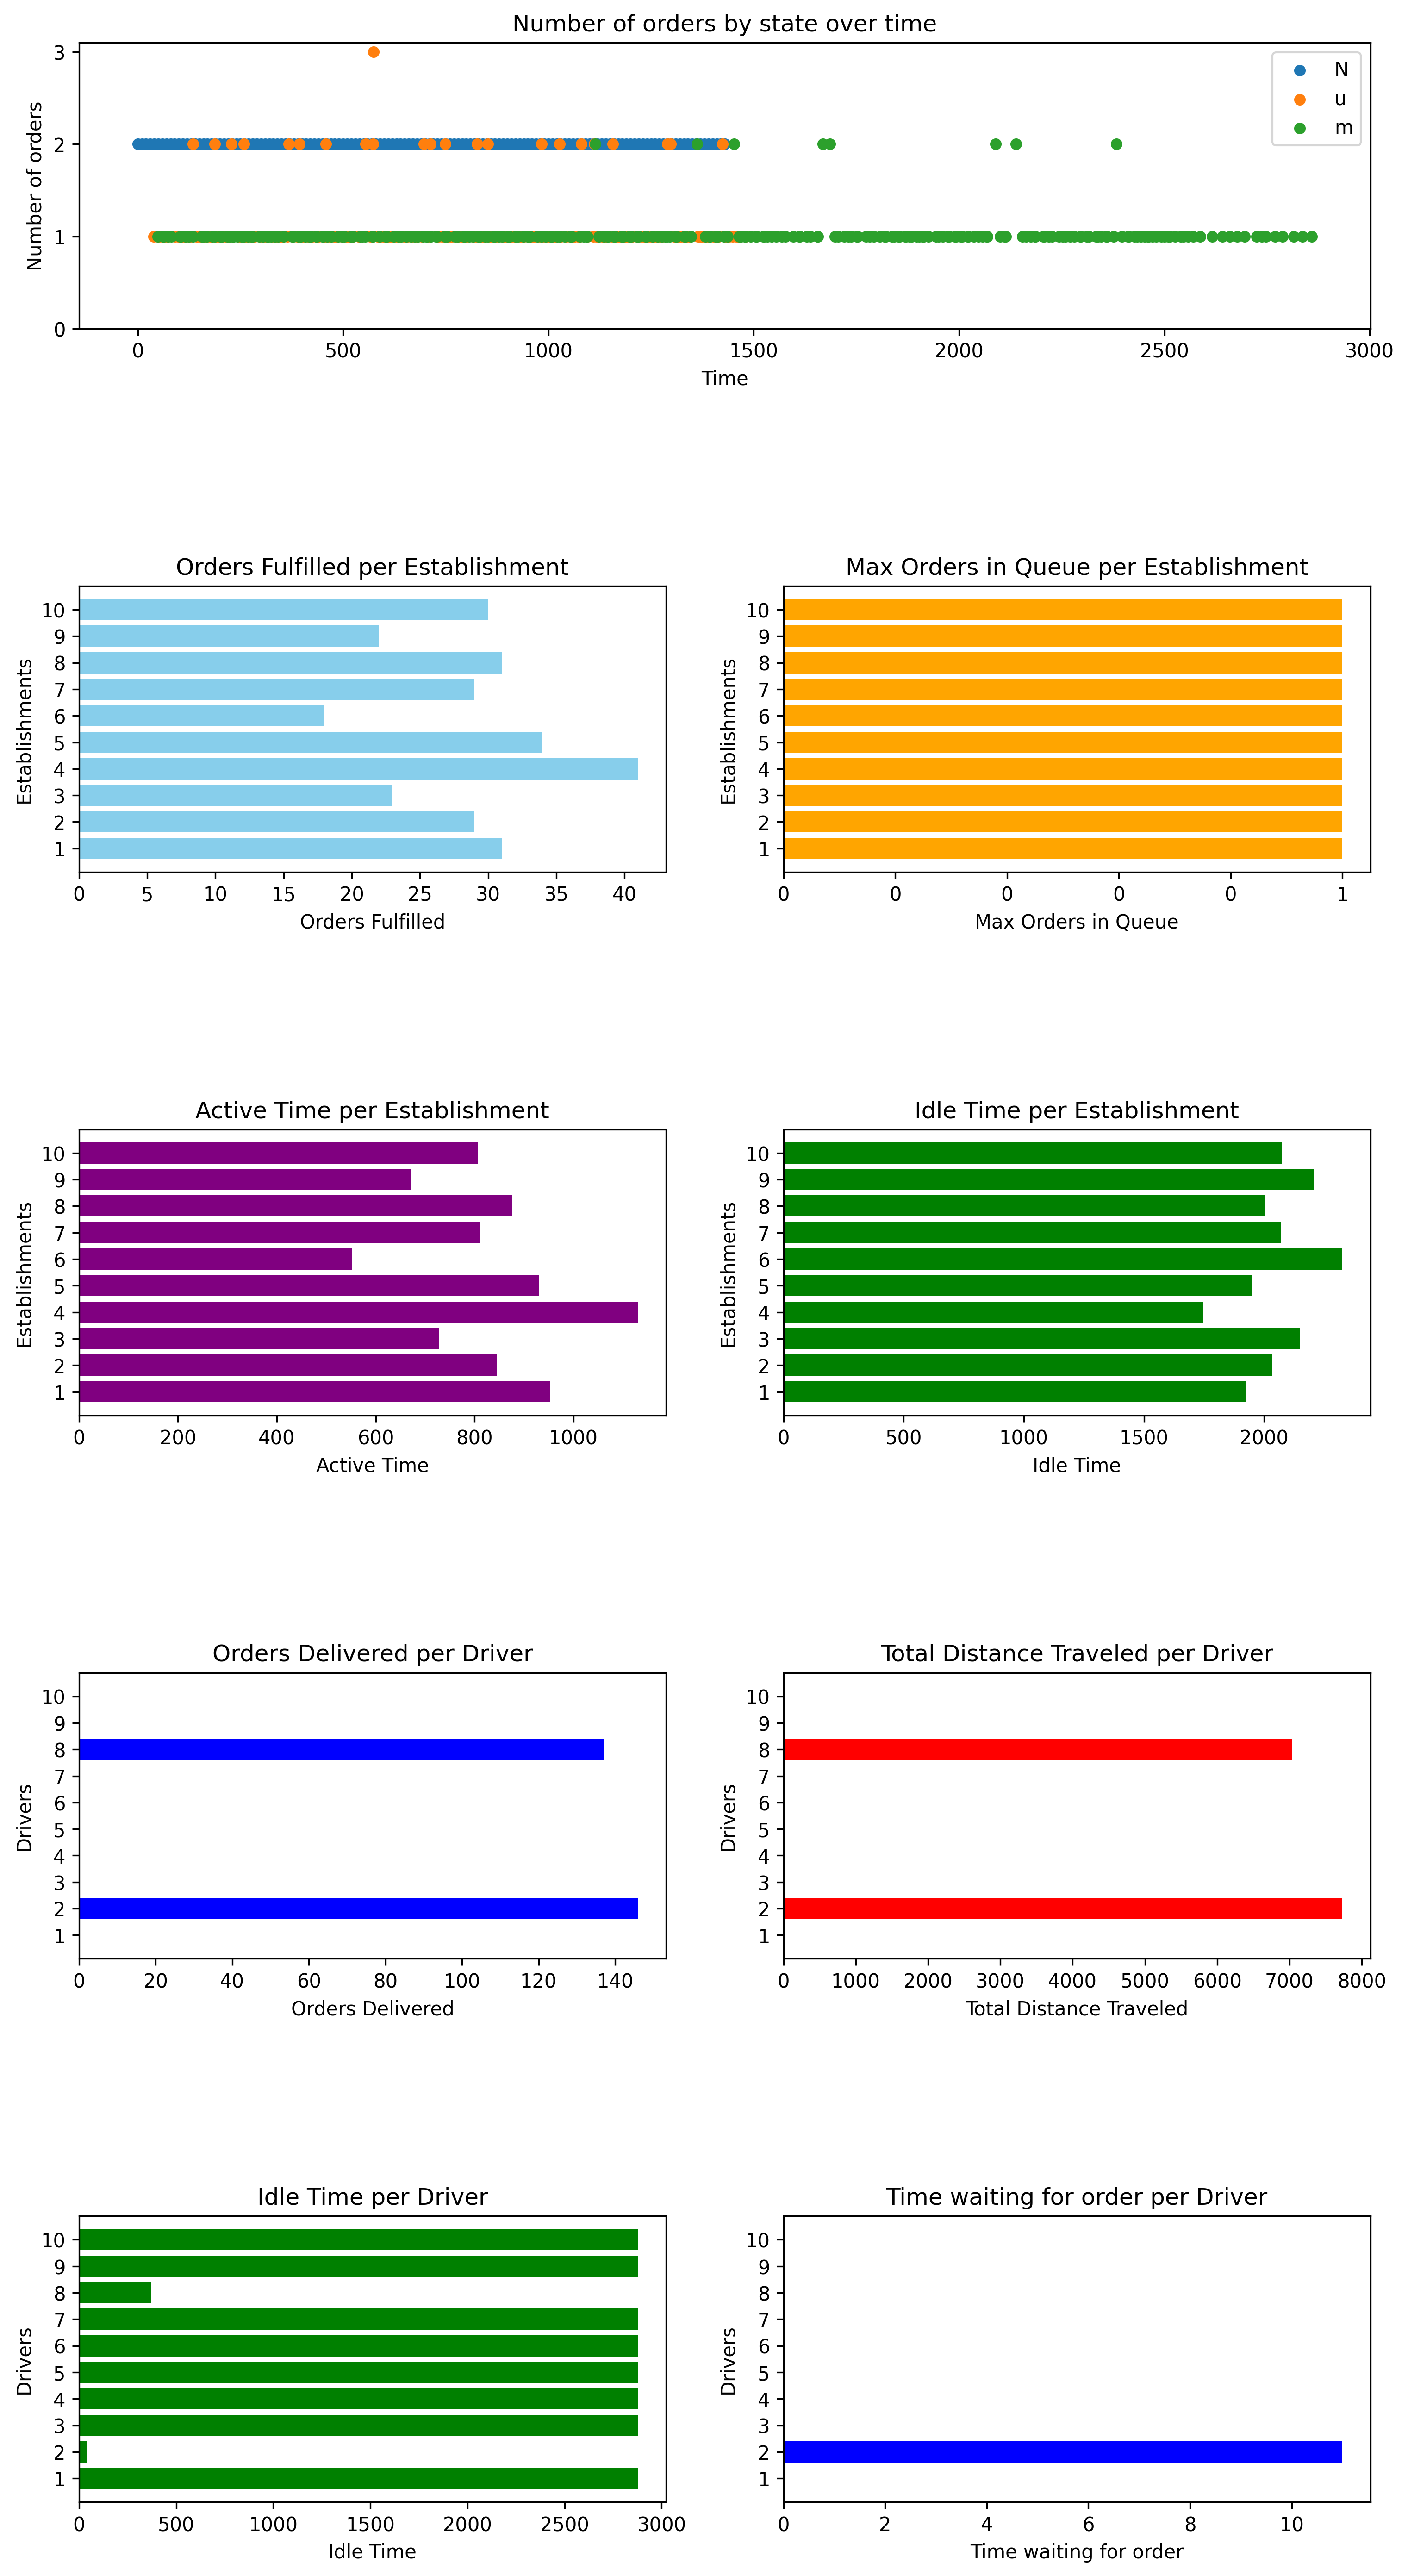 Number of orders by state over time
Number of orders
3
2
1
0
N
u
m
0 500 1000 1500 2000 2500 3000
Time
Orders Fulfilled per Establishment
Establishments
10
9
8
7
6
5
4
3
2
1
0 5 10 15 20 25 30 35 40
Orders Fulfilled
Max Orders in Queue per Establishment
Establishments
10
9
8
7
6
5
4
3
2
1
0 0 0 0 0 1
Max Orders in Queue
Active Time per Establishment
Establishments
10
9
8
7
6
5
4
3
2
1
0 200 400 600 800 1000
Active Time
Idle Time per Establishment
Establishments
10
9
8
7
6
5
4
3
2
1
0 500 1000 1500 2000
Idle Time
Orders Delivered per Driver
Drivers
10
9
8
7
6
5
4
3
2
1
0 20 40 60 80 100 120 140
Orders Delivered
Total Distance Traveled per Driver
Drivers
10
9
8
7
6
5
4
3
2
1
0 1000 2000 3000 4000 5000 6000 7000 8000
Total Distance Traveled
Idle Time per Driver
Drivers
10
9
8
7
6
5
4
3
2
1
0 500 1000 1500 2000 2500 3000
Idle Time
Time waiting for order per Driver
Drivers
10
9
8
7
6
5
4
3
2
1
0 2 4 6 8 10
Time waiting for order